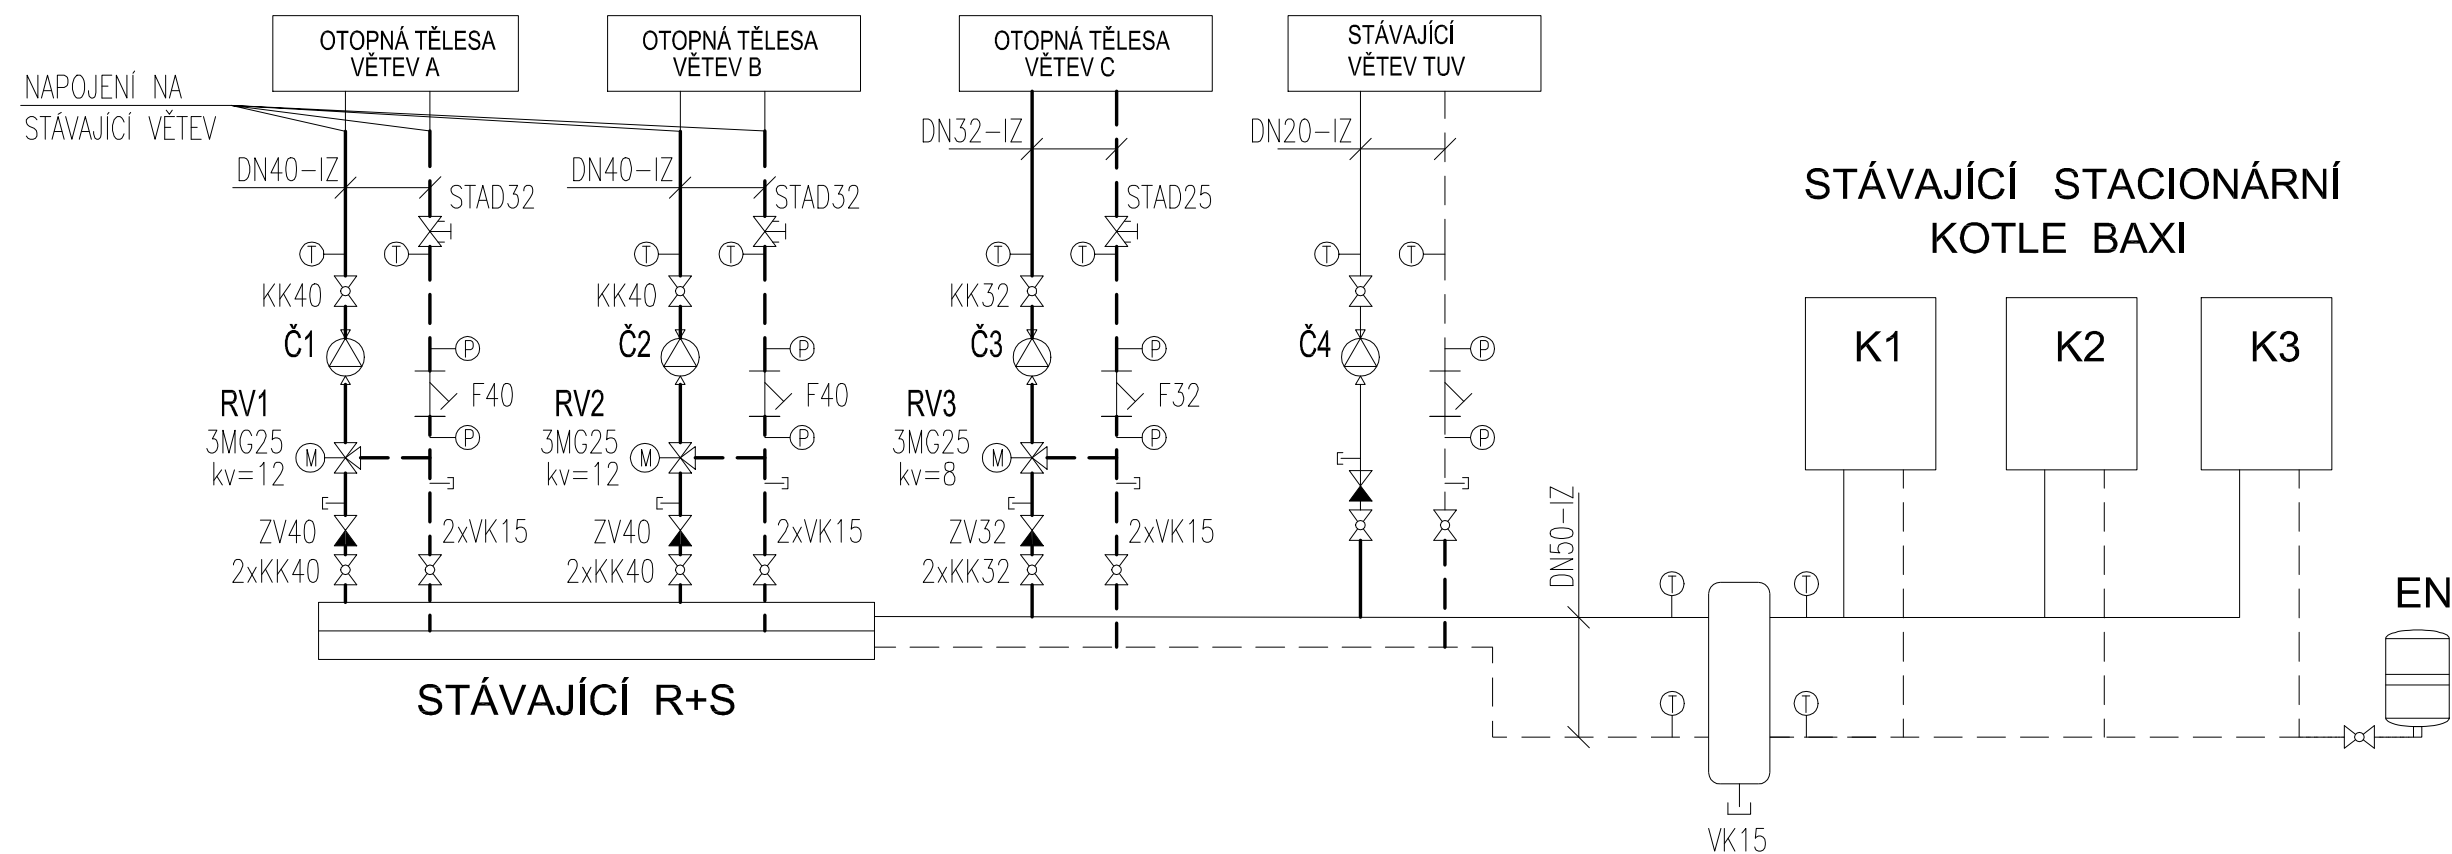 OTOPNÁ TĚLESA
VĚTEV A
OTOPNÁ TĚLESA
VĚTEV B
OTOPNÁ TĚLESA
VĚTEV C
STÁVAJÍCÍ
VĚTEV TUV
NAPOJENÍ NA
STÁVAJÍCÍ VĚTEV
DN40-IZ
STAD32
DN40-IZ
STAD32
DN32-IZ
STAD25
DN20-IZ
STÁVAJÍCÍ STACIONÁRNÍ
KOTLE BAXI
T
T
T
T
T
T
T
T
KK40
KK40
KK32
Č1
P
Č2
P
Č3
P
Č4
P
K1
K2
K3
RV1
3MG25
kv=12
M
F40
P
RV2
3MG25
kv=12
M
F40
P
RV3
3MG25
kv=8
M
F32
P
P
ZV40
2xVK15
2xKK40
ZV40
2xVK15
2xKK40
ZV32
2xVK15
2xKK32
DN50-IZ
T
T
T
T
EN
STÁVAJÍCÍ R+S
VK15